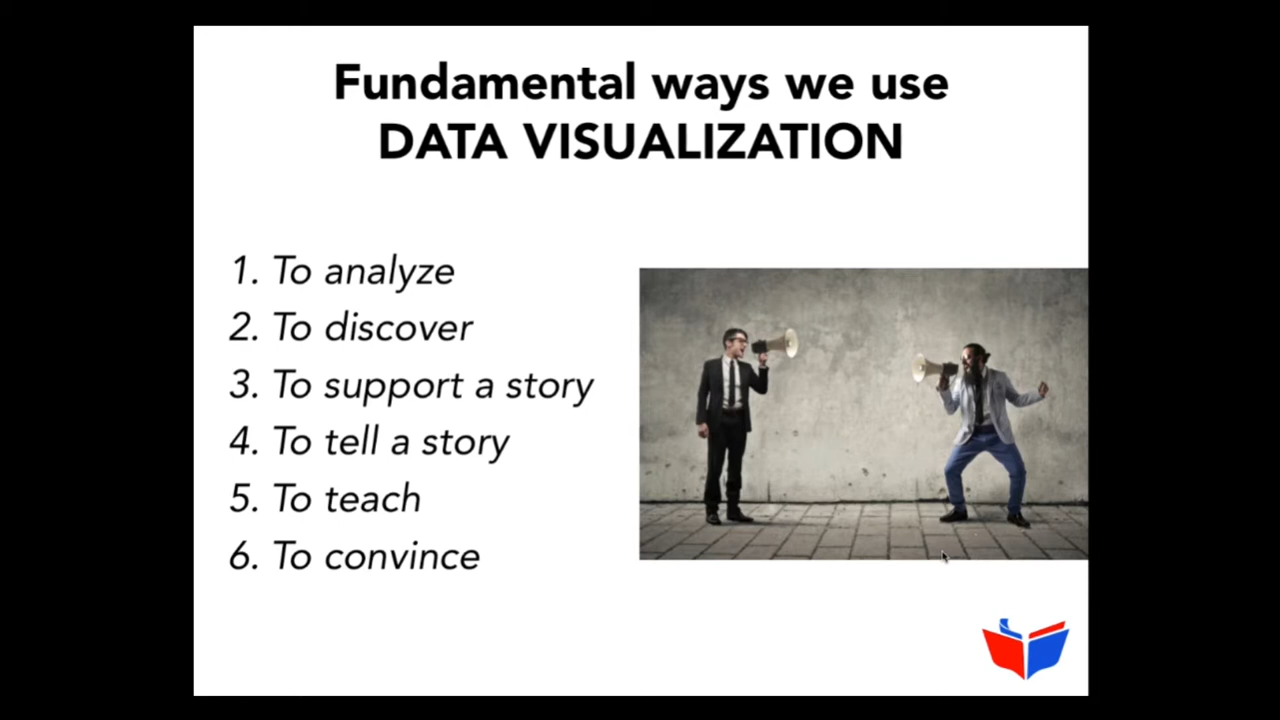 Fundamental ways we use
DATA VISUALIZATION
1. To analyze
2. To discover
3. To support a story
4. To tell a story
5. To teach
6. To convince